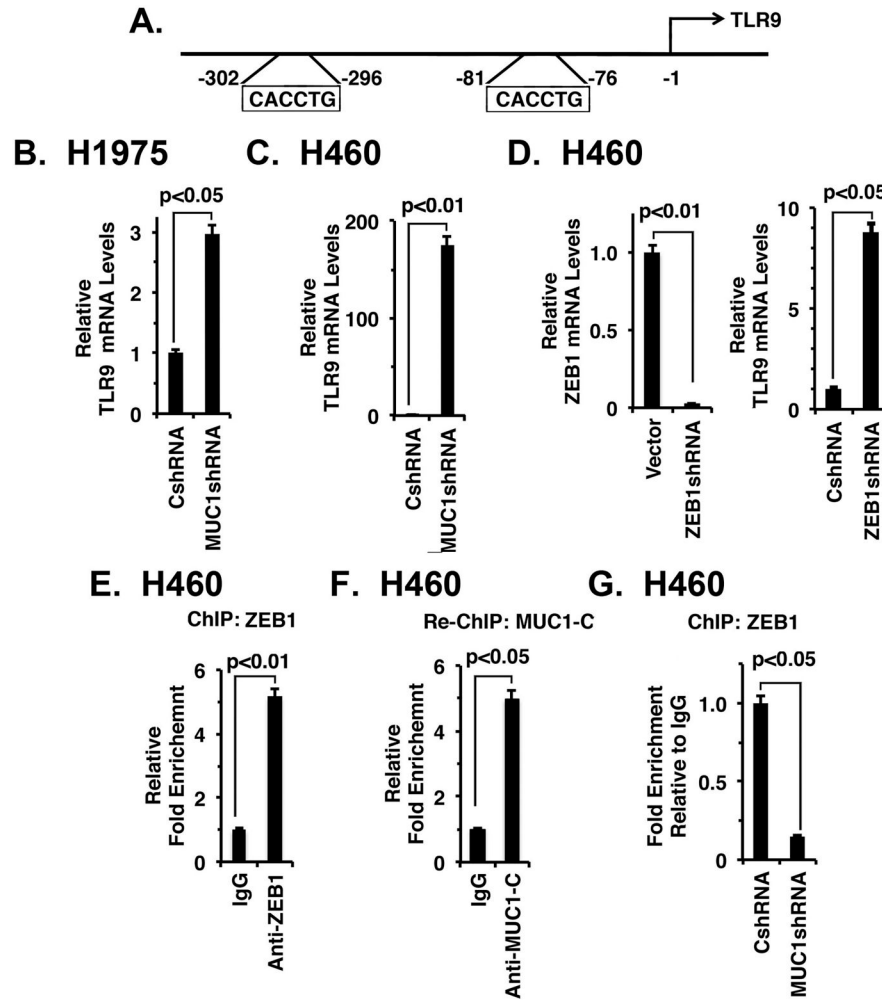 A.
TLR9
-302
-296
-81
-76
-1
CACCTG
CACCTG
B. H1975
p<0.05
Relative
TLR9 mRNA Levels
3
2
1
0
CshRNA
MUC1shRNA
C. H460
p<0.01
Relative
TLR9 mRNA Levels
200
150
100
50
0
CshRNA
MUC1shRNA
D. H460
p<0.01
Relative
ZEB1 mRNA Levels
1.0
0.5
0
Vector
ZEB1shRNA
p<0.05
Relative
TLR9 mRNA Levels
10
5
0
CshRNA
ZEB1shRNA
E. H460
ChIP: ZEB1
p<0.01
Relative
Fold Enrichemnt
6
4
2
0
IgG
Anti-ZEB1
F. H460
Re-ChIP: MUC1-C
p<0.05
Relative
Fold Enrichment
6
4
2
0
IgG
Anti-MUC1-C
G. H460
ChIP: ZEB1
p<0.05
Fold Enrichment
Relative to IgG
1.0
0.5
0
CshRNA
MUC1shRNA